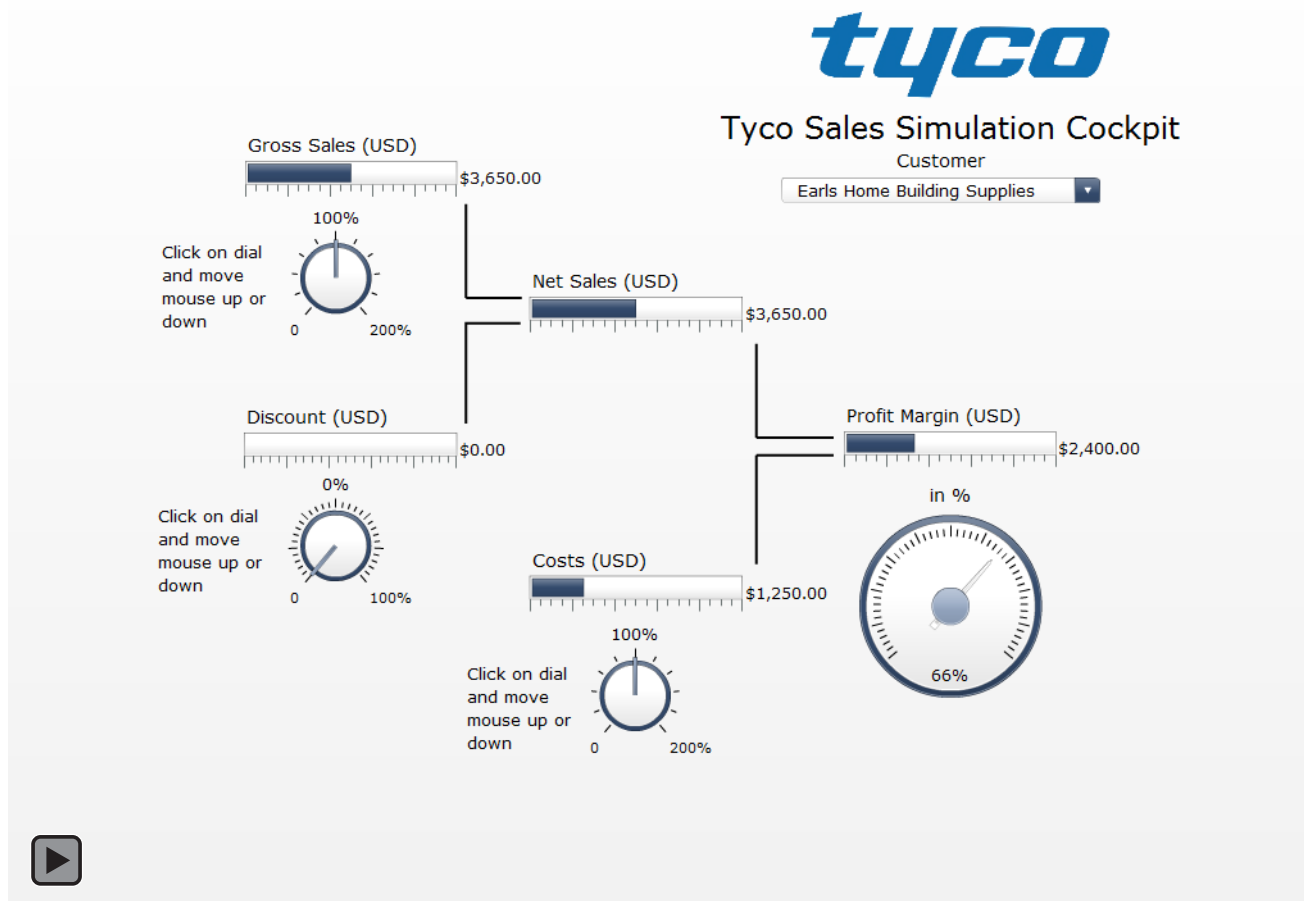 tyco
Tyco Sales Simulation Cockpit
Customer
Earls Home Building Supplies
Gross Sales (USD)
$3,650.00
100%
Click on dial
and move
mouse up or
down
0
200%
Net Sales (USD)
$3,650.00
Discount (USD)
$0.00
0%
Click on dial
and move
mouse up or
down
0
100%
Profit Margin (USD)
$2,400.00
in %
66%
Costs (USD)
$1,250.00
100%
Click on dial
and move
mouse up or
down
0
200%